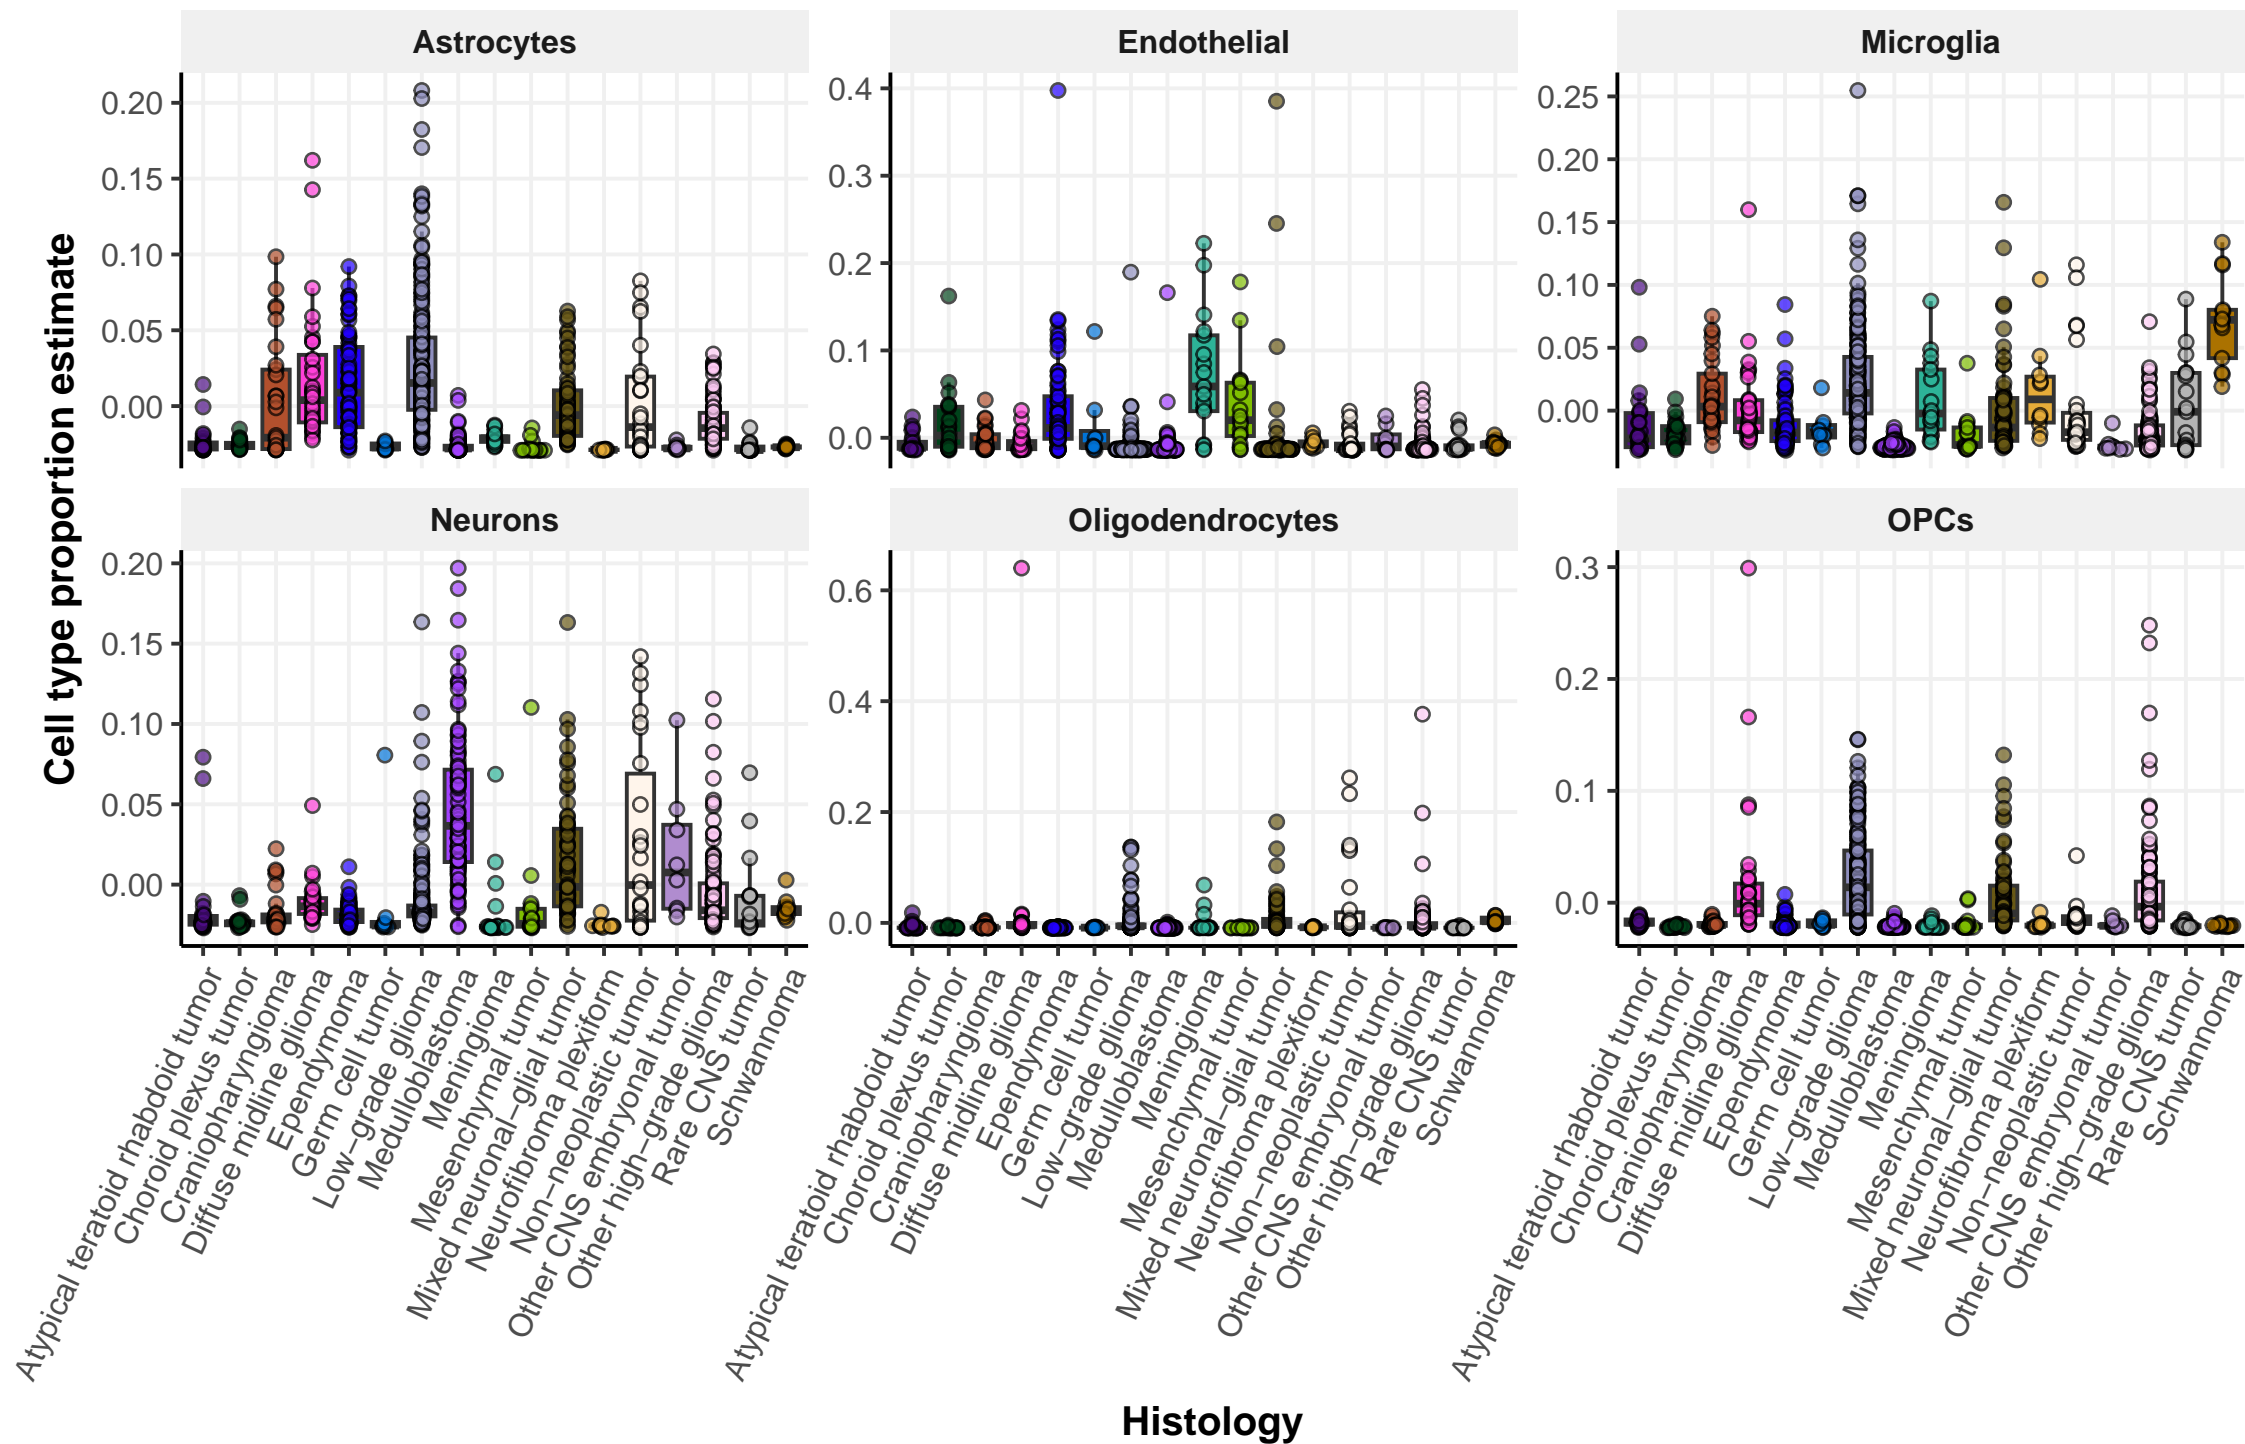 Astrocytes
Endothelial
Microglia
0.20
0.15
0.10
0.05
0.00
0.4
0.3
0.2
0.1
0.0
0.25
0.20
0.15
0.10
0.05
0.00
Cell type proportion estimate
Neurons
Oligodendrocytes
OPCs
0.20
0.15
0.10
0.05
0.00
0.6
0.4
0.2
0.0
0.3
0.2
0.1
0.0
Atypical teratoid rhabdoid tumor
Choroid plexus tumor
Craniopharyngioma
Diffuse midline glioma
Ependymoma
Germ cell tumor
Low−grade glioma
Medulloblastoma
Meningioma
Mesenchymal tumor
Mixed neuronal−glial tumor
Neurofibroma plexiform
Non−neoplastic tumor
Other CNS embryonal tumor
Other high−grade glioma
Rare CNS tumor
Schwannoma
Atypical teratoid rhabdoid tumor
Choroid plexus tumor
Craniopharyngioma
Diffuse midline glioma
Ependymoma
Germ cell tumor
Low−grade glioma
Medulloblastoma
Meningioma
Mesenchymal tumor
Mixed neuronal−glial tumor
Neurofibroma plexiform
Non−neoplastic tumor
Other CNS embryonal tumor
Other high−grade glioma
Rare CNS tumor
Schwannoma
Atypical teratoid rhabdoid tumor
Choroid plexus tumor
Craniopharyngioma
Diffuse midline glioma
Ependymoma
Germ cell tumor
Low−grade glioma
Medulloblastoma
Meningioma
Mesenchymal tumor
Mixed neuronal−glial tumor
Neurofibroma plexiform
Non−neoplastic tumor
Other CNS embryonal tumor
Other high−grade glioma
Rare CNS tumor
Schwannoma
Histology